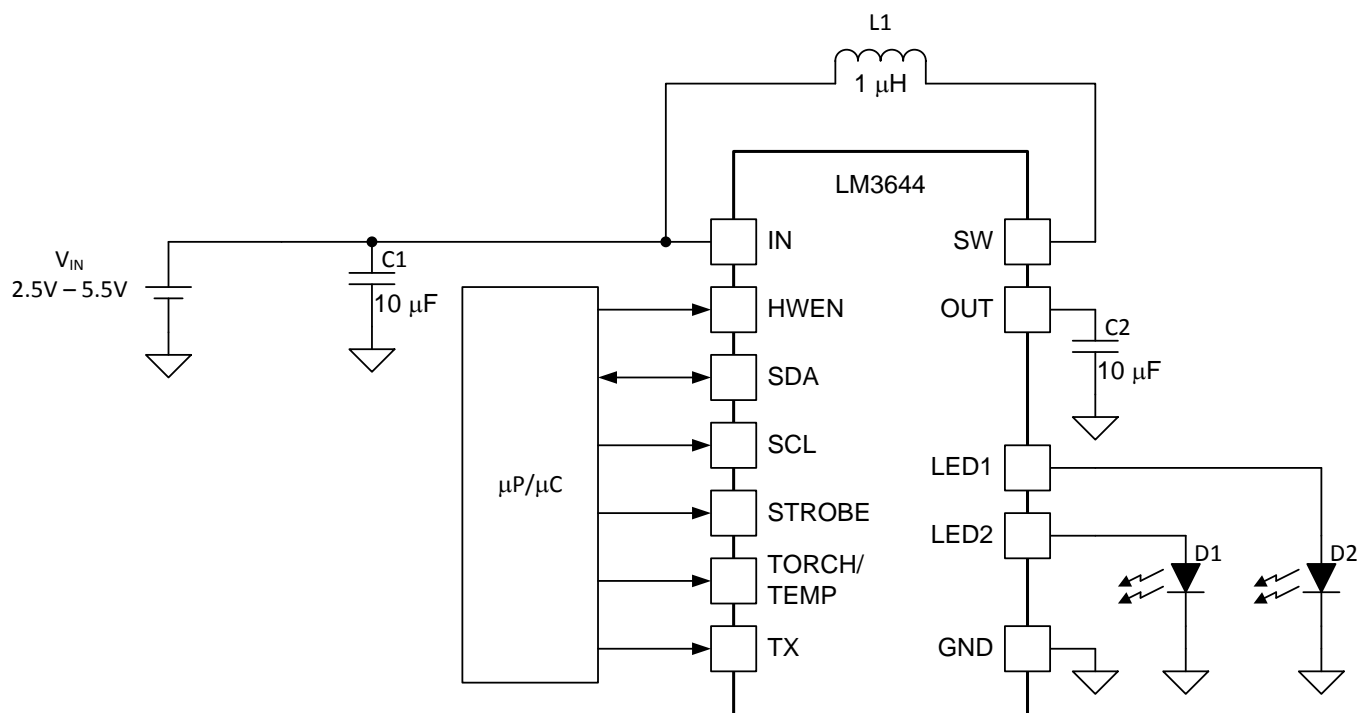 L1
1 μH
LM3644
IN
SW
VIN
2.5V – 5.5V
C1
10 μF
HWEN
OUT
C2
10 μF
SDA
SCL
LED1
μP/μC
STROBE
LED2
D1
D2
TORCH/
TEMP
TX
GND